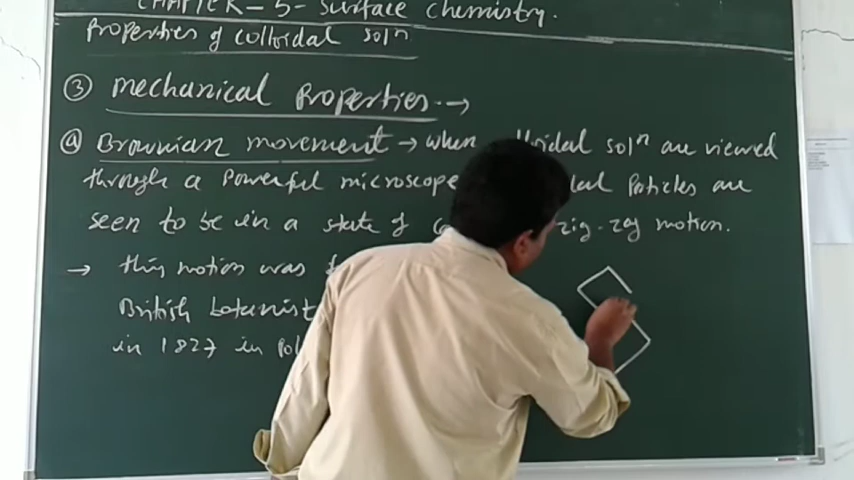 CHAPTER-5-Surface chemistry.
Properties of colloidal solⁿ
③ Mechanical Properties. →
ⓐ Brownian movement → when colloidal solⁿ are viewed
through a Powerful microscope Particles are
seen to be in a state of zig-zag motion.
→ this motion was
British botanist
in 1827 in